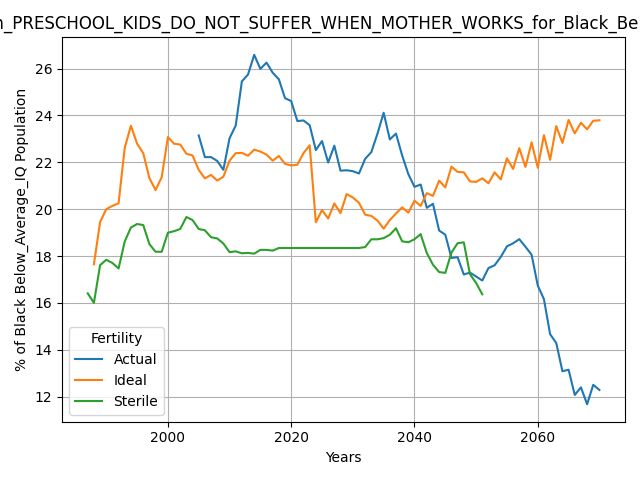 n_PRESCHOOL_KIDS_DO_NOT_SUFFER_WHEN_MOTHER_WORKS_for_Black_Be
% of Black Below_Average_IQ Population
26
24
22
20
18
16
14
12
Fertility
Actual
Ideal
Sterile
2000 2020 2040 2060
Years